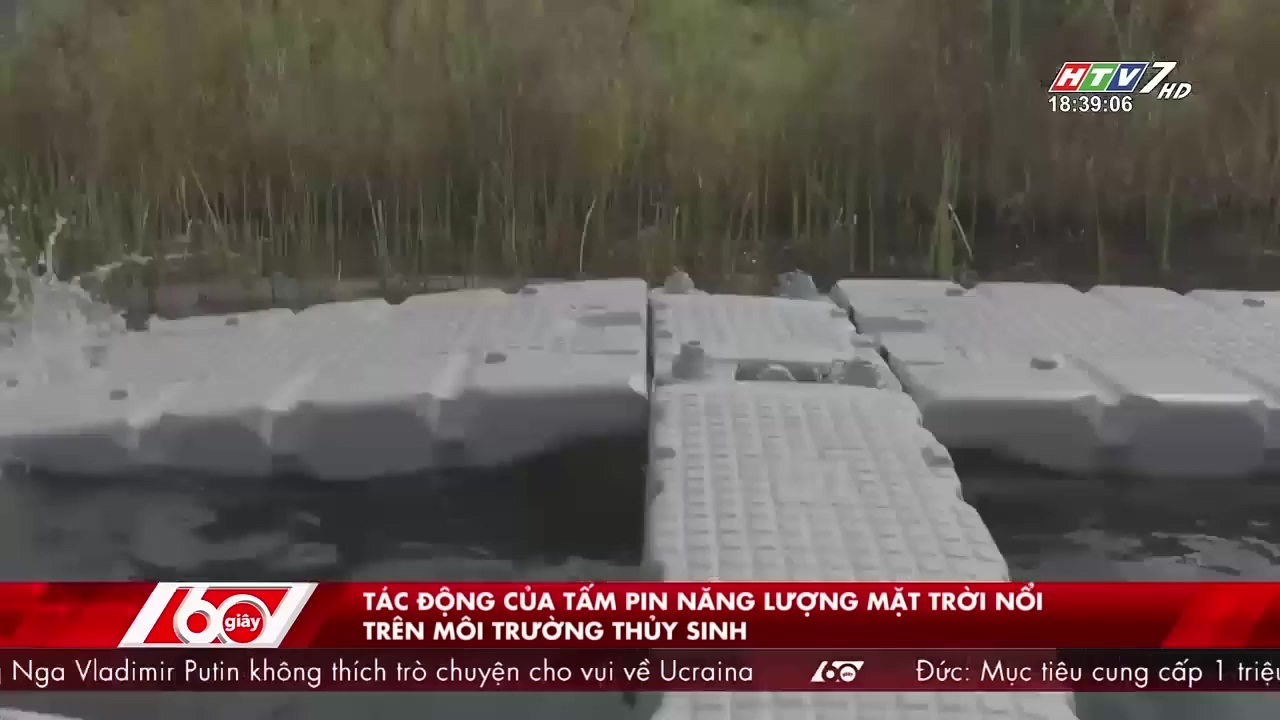 HTV7HD
18:39:06
60 giây
TÁC ĐỘNG CỦA TẤM PIN NĂNG LƯỢNG MẶT TRỜI NỔI
TRÊN MÔI TRƯỜNG THỦY SINH
Nga Vladimir Putin không thích trò chuyện cho vui về Ucraina 60 giây Đức: Mục tiêu cung cấp 1 triệu